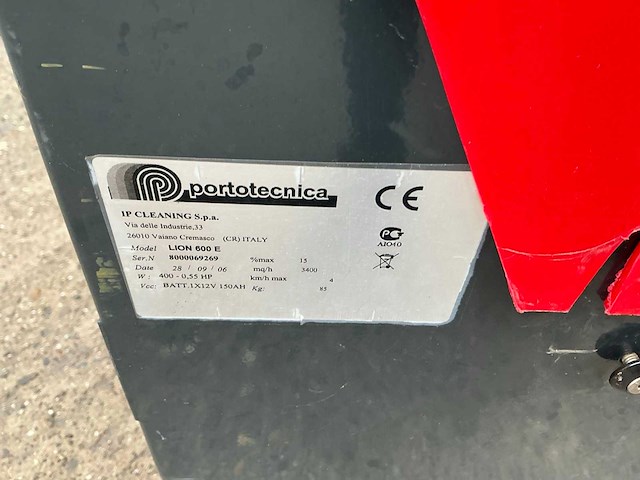 portotecnica
CE
IP CLEANING S.p.a.
Via delle Industrie,33
26010 Vaiano Cremasco (CR) ITALY
AIO40
Model LION 600 E
Ser.N 8000069269 %max 15
Date 28 / 09 / 06 mq/h 3400
W : 400 - 0,55 HP km/h max 4
Vcc: BATT.1X12V 150AH Kg: 85